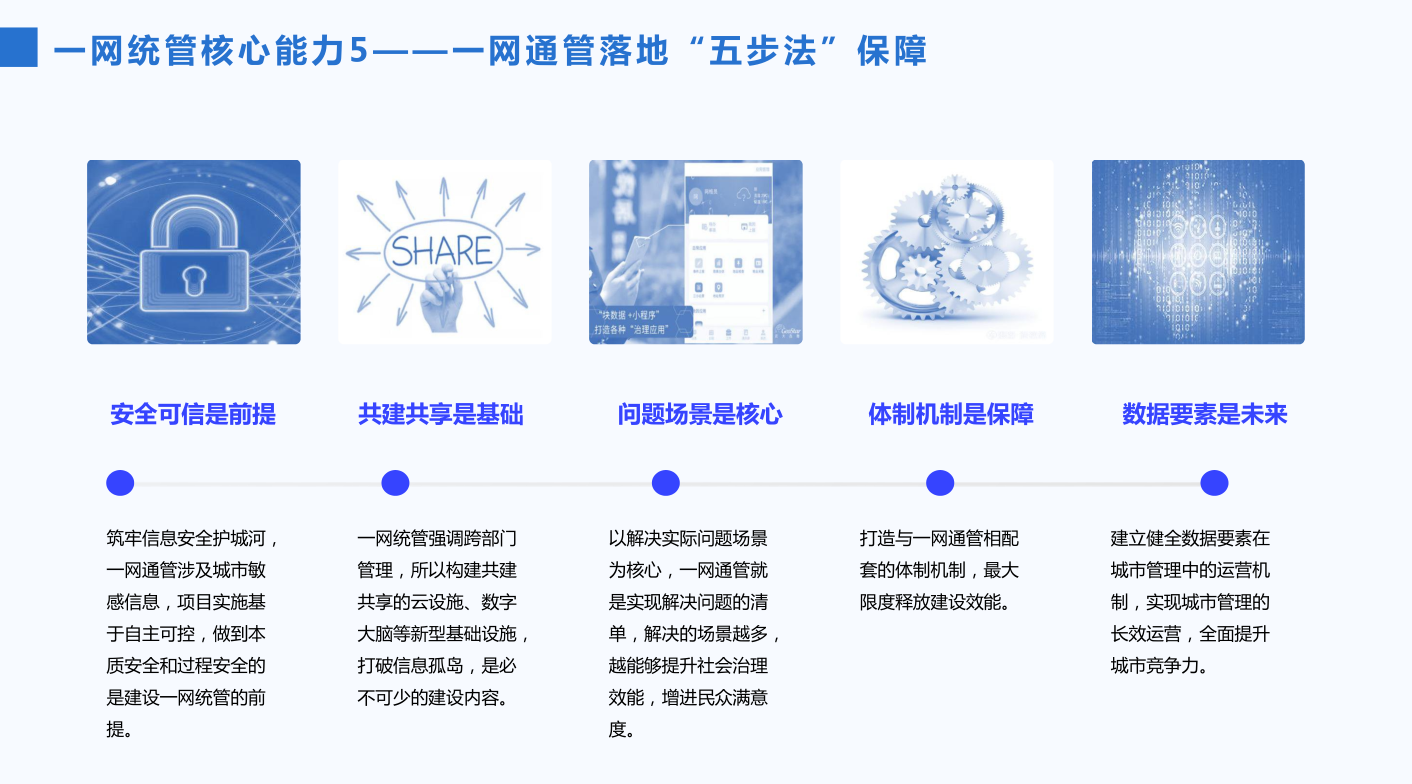 一网统管核心能力5——一网通管落地“五步法”保障
SHARE
“块数据+小程序”
打造各种“治理应用”
安全可信是前提
共建共享是基础
问题场景是核心
体制机制是保障
数据要素是未来
筑牢信息安全护城河，
一网通管涉及城市敏
感信息，项目实施基
于自主可控，做到本
质安全和过程安全的
是建设一网统管的前
提。
一网统管强调跨部门
管理，所以构建共建
共享的云设施、数字
大脑等新型基础设施，
打破信息孤岛，是必
不可少的建设内容。
以解决实际问题场景
为核心，一网通管就
是实现解决问题的清
单，解决的场景越多，
越能够提升社会治理
效能，增进民众满意
度。
打造与一网通管相配
套的体制机制，最大
限度释放建设效能。
建立健全数据要素在
城市管理中的运营机
制，实现城市管理的
长效运营，全面提升
城市竞争力。